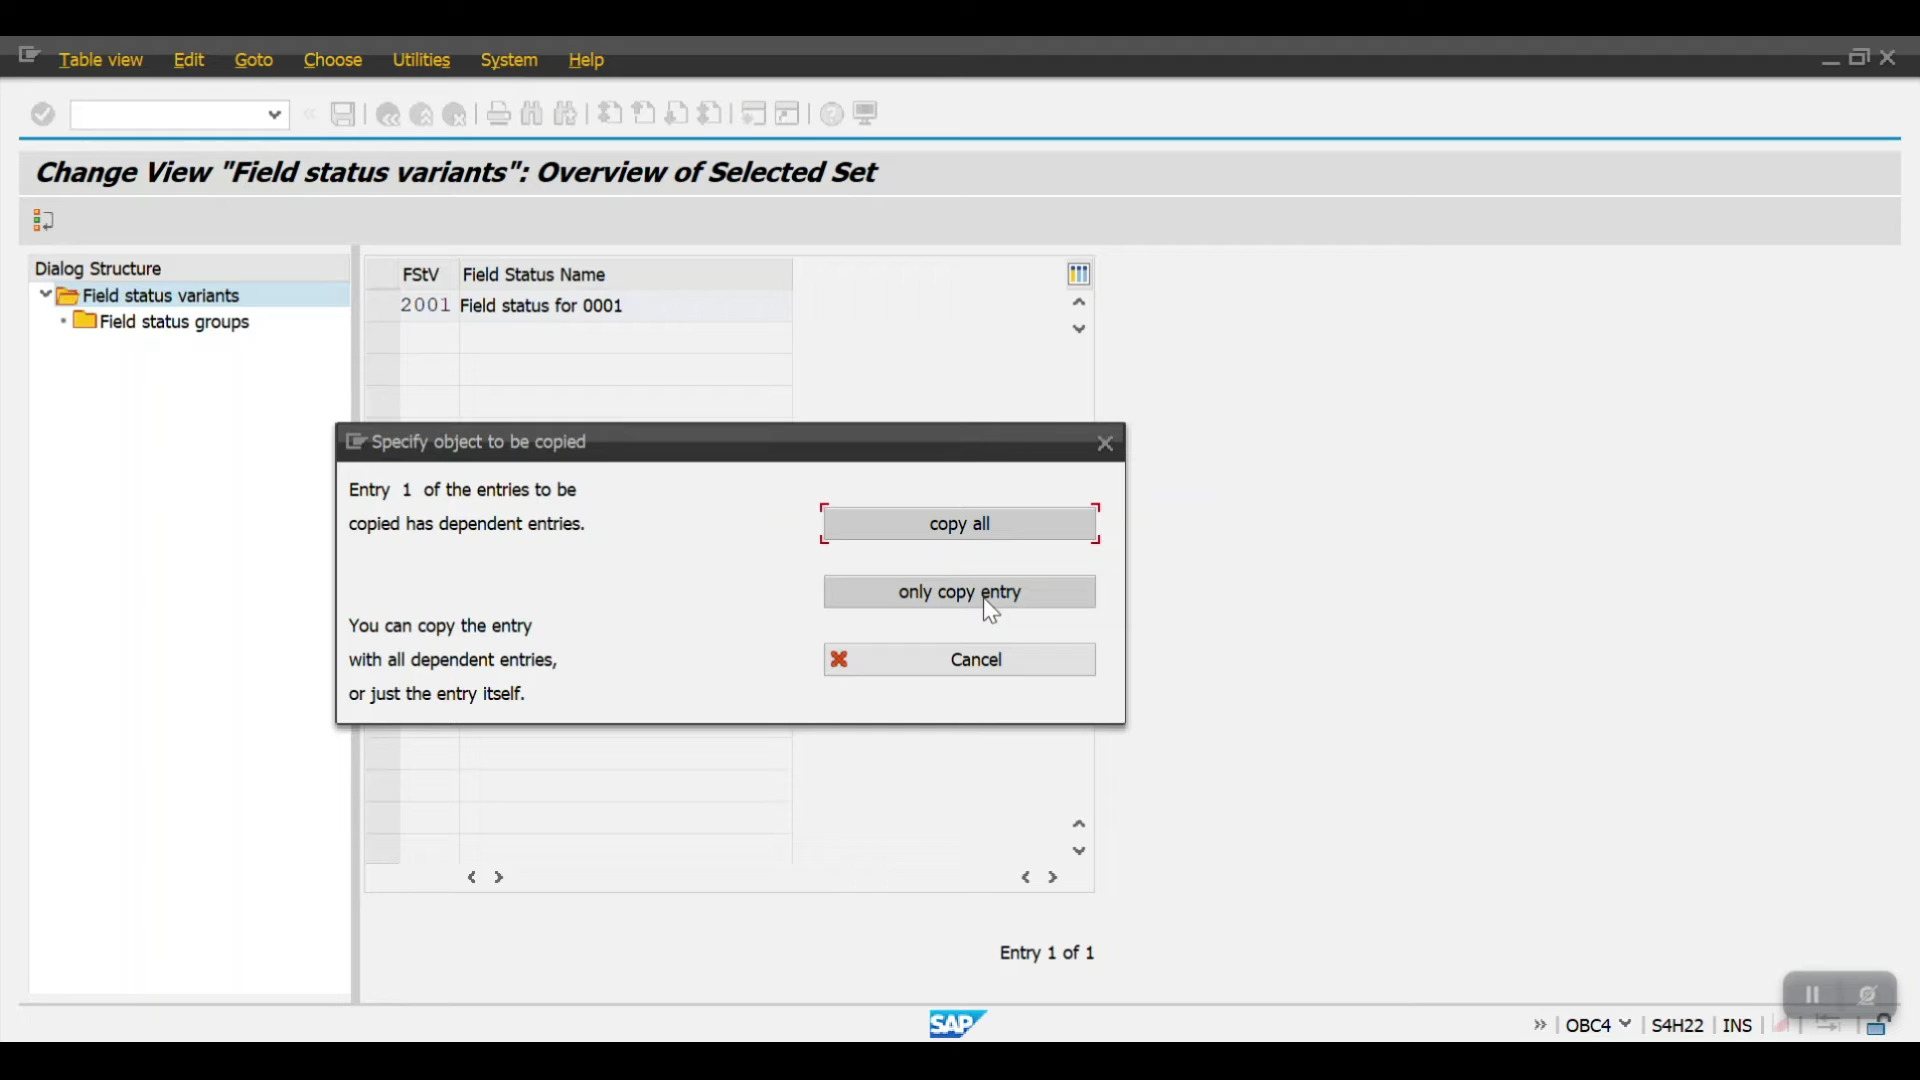 Table view Edit Goto Choose Utilities System Help
Change View "Field status variants": Overview of Selected Set
Dialog Structure
Field status variants
Field status groups
FStV Field Status Name
2001 Field status for 0001
Specify object to be copied
Entry 1 of the entries to be
copied has dependent entries.
copy all
only copy entry
You can copy the entry
with all dependent entries,
or just the entry itself.
Cancel
Entry 1 of 1
SAP
OBC4 S4H22 INS